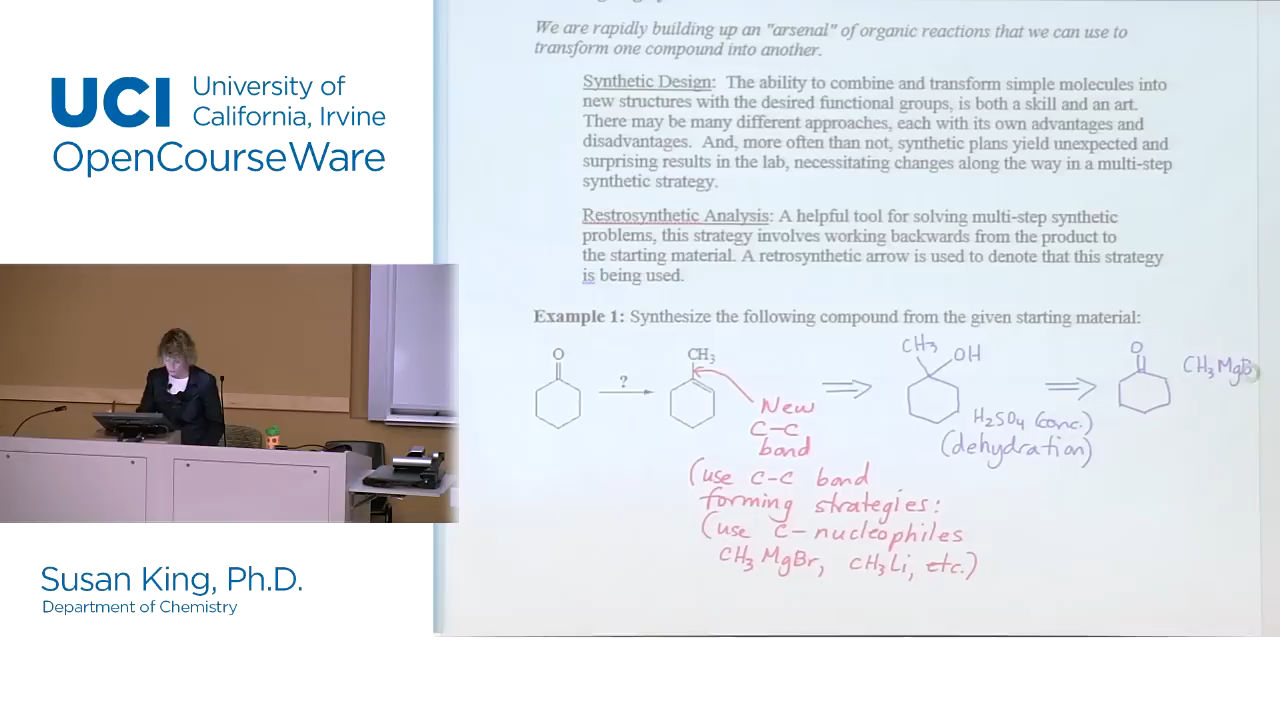 UCI University of
California, Irvine
OpenCourseWare
We are rapidly building up an "arsenal" of organic reactions that we can use to
transform one compound into another.
Synthetic Design: The ability to combine and transform simple molecules into
new structures with the desired functional groups, is both a skill and an art.
There may be many different approaches, each with its own advantages and
disadvantages. And, more often than not, synthetic plans yield unexpected and
surprising results in the lab, necessitating changes along the way in a multi-step
synthetic strategy.
Restrosynthetic Analysis: A helpful tool for solving multi-step synthetic
problems, this strategy involves working backwards from the product to
the starting material. A retrosynthetic arrow is used to denote that this strategy
is being used.
Example 1: Synthesize the following compound from the given starting material:
O
?
CH3
New
C-C
bond
(use C-C bond
forming strategies:
(use C- nucleophiles
CH3MgBr, CH3Li, etc.)
CH3 OH
H2SO4 (conc.)
(dehydration)
O
CH3MgB
Susan King, Ph.D.
Department of Chemistry